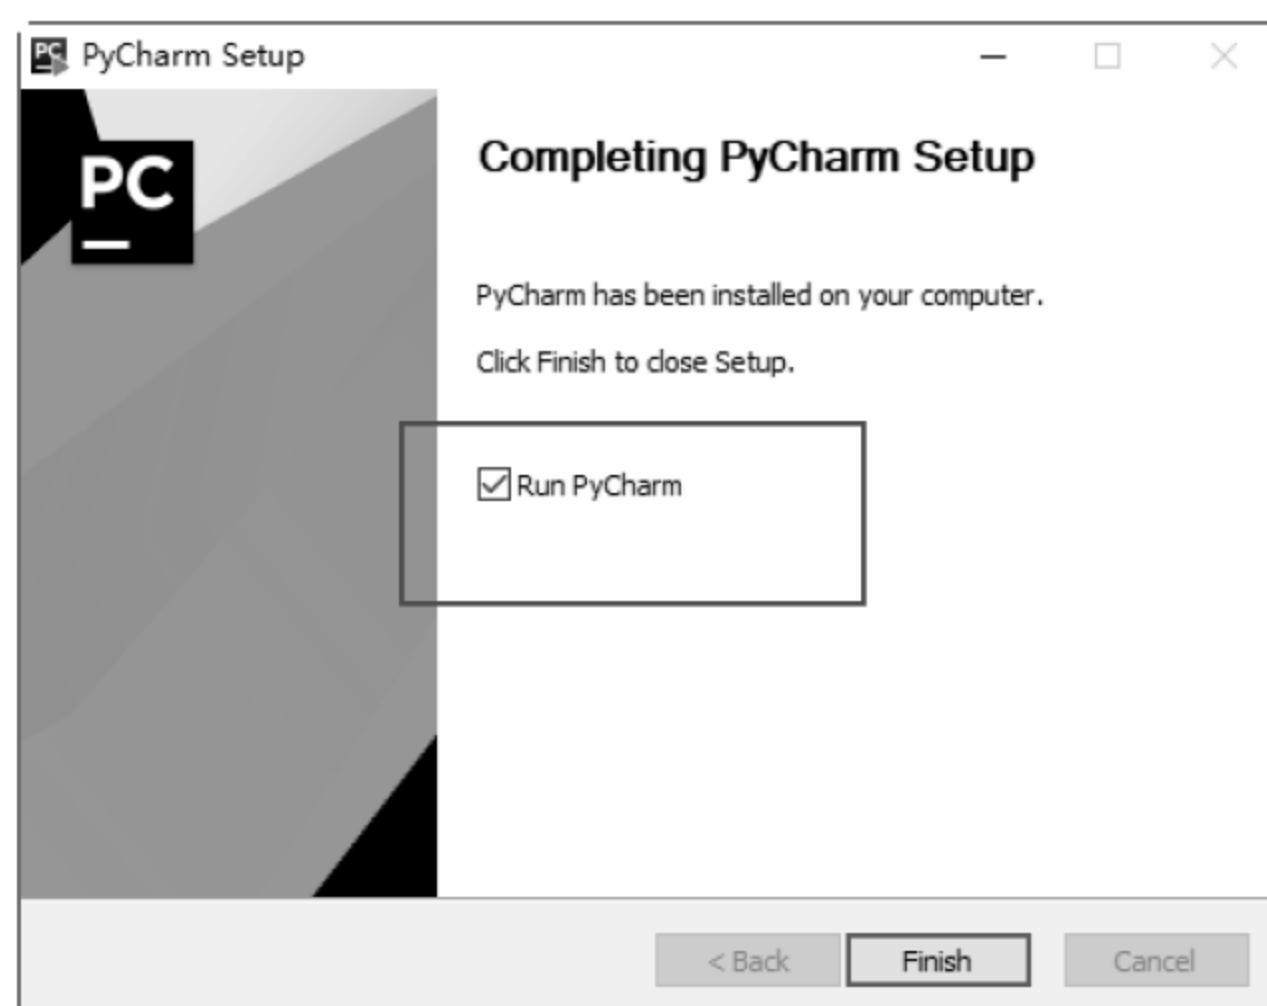 PyCharm Setup
PC
Completing PyCharm Setup
PyCharm has been installed on your computer.
Click Finish to close Setup.
Run PyCharm
< Back
Finish
Cancel